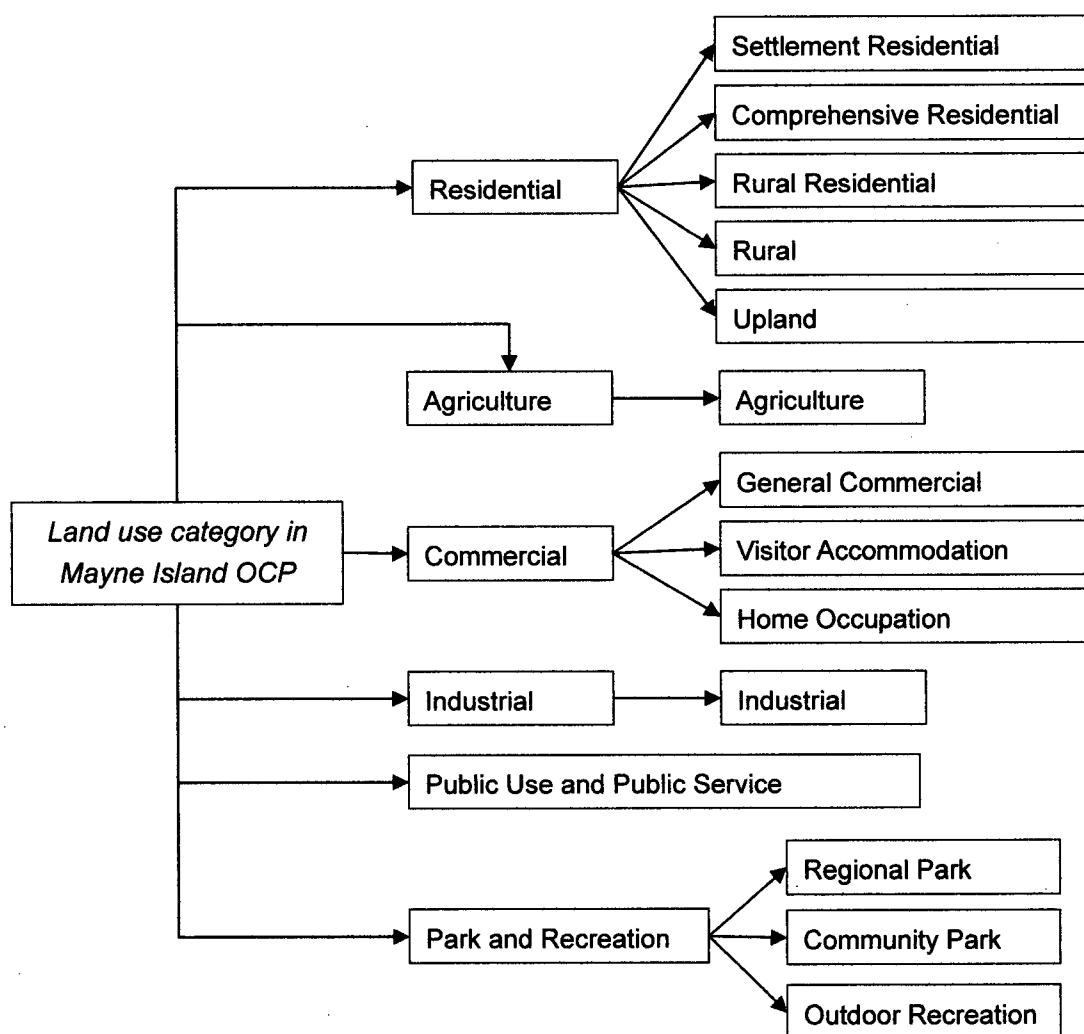 Settlement Residential
Comprehensive Residential
Residential
Rural Residential
Rural
Upland
Agriculture
Agriculture
General Commercial
Land use category in
Mayne Island OCP
Commercial
Visitor Accommodation
Home Occupation
Industrial
Industrial
Public Use and Public Service
Regional Park
Park and Recreation
Community Park
Outdoor Recreation